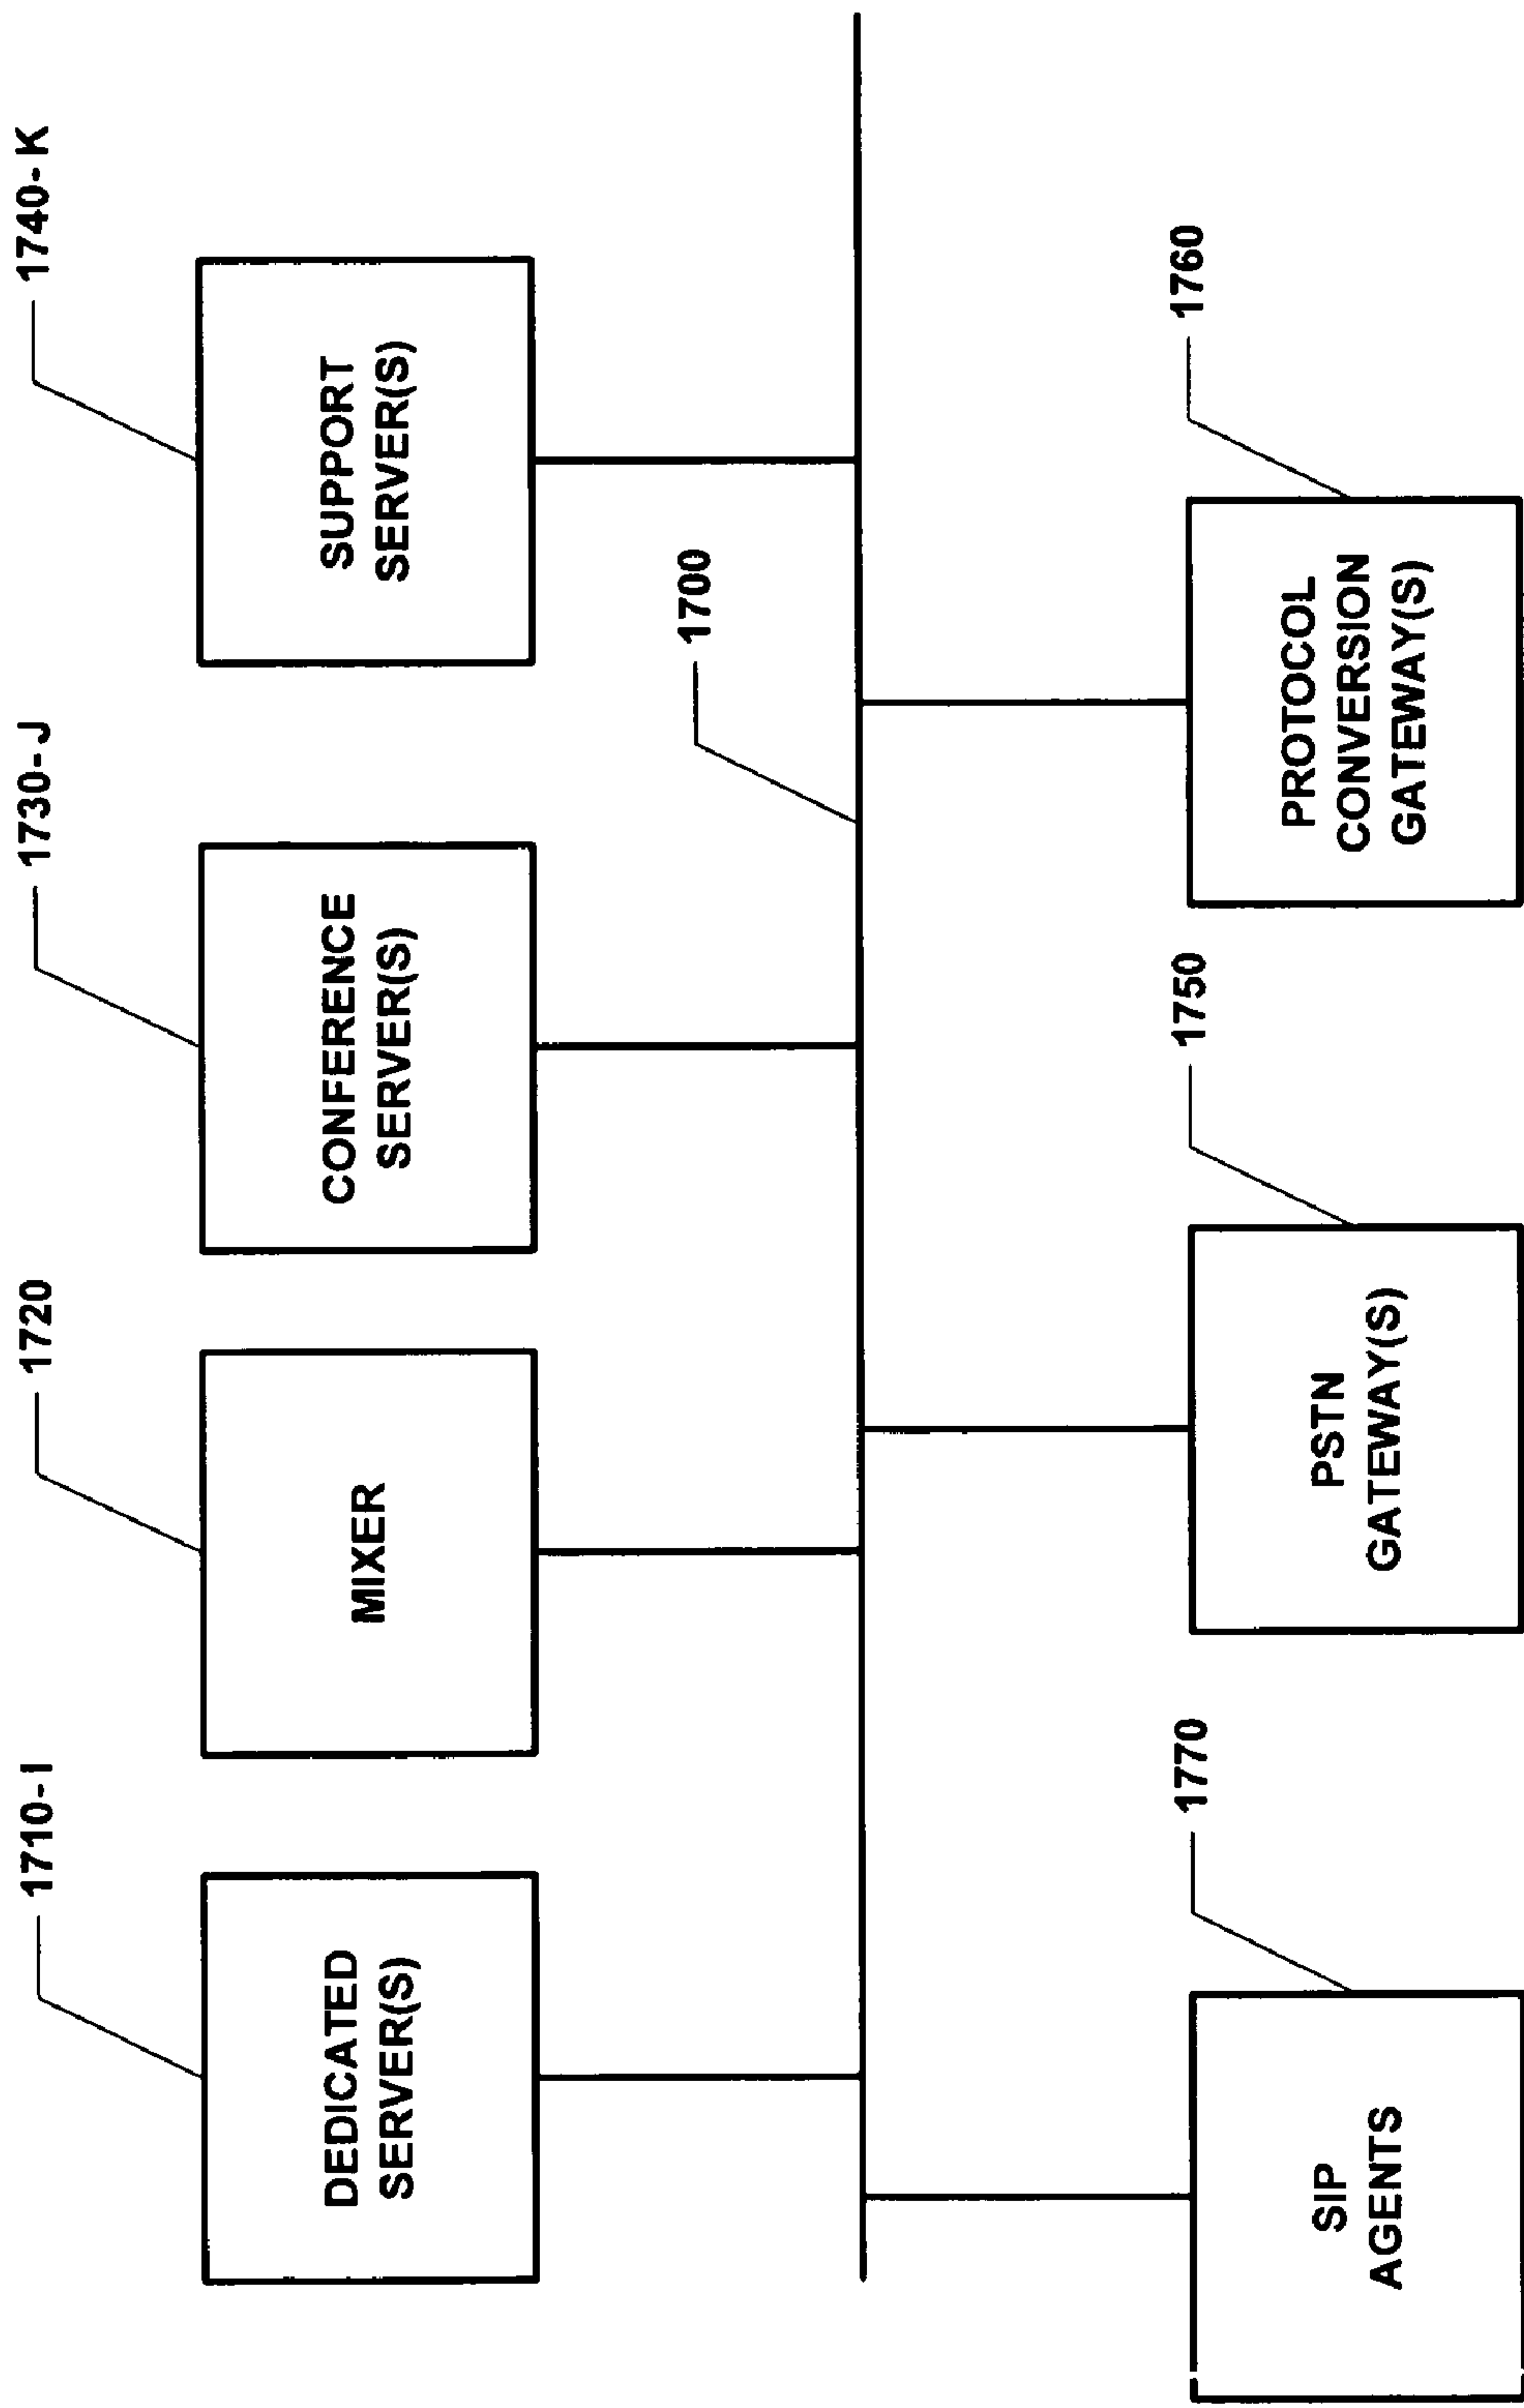 1710-I
1720
1730-J
1740-K
DEDICATED
SERVER(S)
MIXER
CONFERENCE
SERVER(S)
SUPPORT
SERVER(S)
1700
1770
1750
1760
SIP
AGENTS
PSTN
GATEWAY(S)
PROTOCOL
CONVERSION
GATEWAY(S)